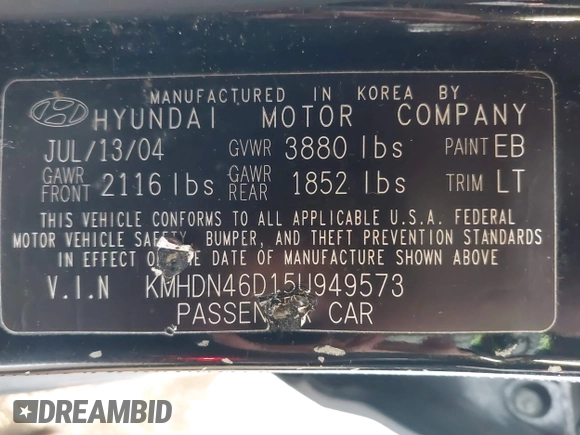 MANUFACTURED IN KOREA BY
HYUNDAI MOTOR COMPANY
JUL/13/04 GVWR 3880 lbs PAINT EB
GAWR FRONT 2116 lbs GAWR REAR 1852 lbs TRIM LT
THIS VEHICLE CONFORMS TO ALL APPLICABLE U.S.A. FEDERAL
MOTOR VEHICLE SAFETY, BUMPER, AND THEFT PREVENTION STANDARDS
IN EFFECT ON THE DATE OF MANUFACTURE SHOWN ABOVE
V.I.N KMHDN46D15U949573
PASSENGER CAR
DREAMBID